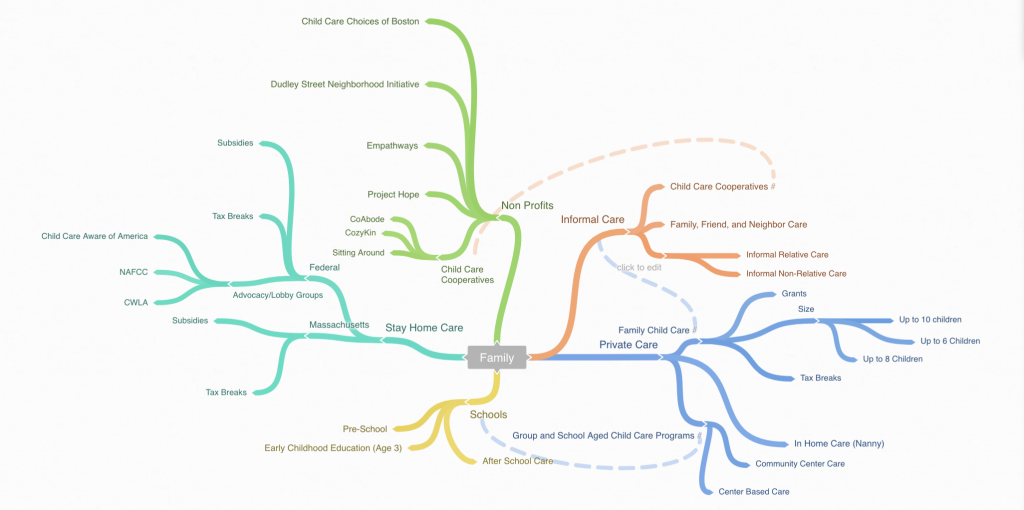 Child Care Choices of Boston
Dudley Street Neighborhood Initiative
Empathways
Project Hope
CoAbode
CozyKin
Sitting Around
Child Care
Cooperatives
Non Profits
Subsidies
Tax Breaks
Child Care Aware of America
NAFCC
CWLA
Advocacy/Lobby Groups
Federal
Subsidies
Massachusetts
Tax Breaks
Stay Home Care
Family
Informal Care
Child Care Cooperatives #
Family, Friend, and Neighbor Care
Informal Relative Care
Informal Non-Relative Care
click to edit
Grants
Size
Up to 10 children
Up to 6 Children
Up to 8 Children
Family Child Care
Private Care
Tax Breaks
Group and School Aged Child Care Programs
In Home Care (Nanny)
Community Center Care
Center Based Care
Schools
Pre-School
Early Childhood Education (Age 3)
After School Care